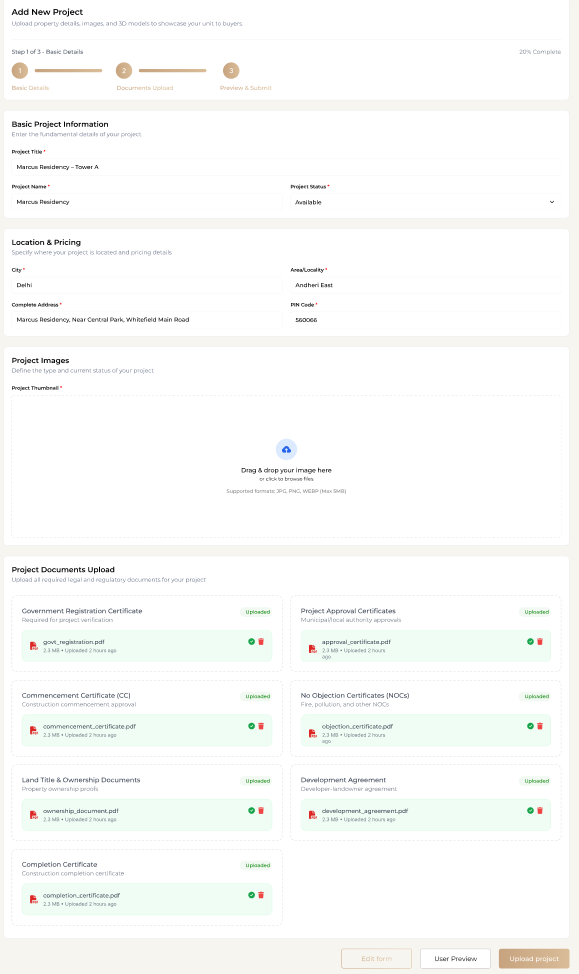 Add New Project
Upload property details, images, and 3D models to showcase your unit to buyers.
Step 1 of 3 - Basic Details
20% Complete
1
2
3
Basic Details
Documents Upload
Preview & Submit
Basic Project Information
Enter the fundamental details of your project
Project Title *
Marcus Residency – Tower A
Project Name *
Project Status *
Marcus Residency
Available
Location & Pricing
Specify where your project is located and pricing details
City *
Area/Locality *
Delhi
Andheri East
Complete Address *
PIN Code *
Marcus Residency, Near Central Park, Whitefield Main Road
560066
Project Images
Define the type and current status of your project
Project Thumbnail *
Drag & drop your image here
or click to browse files
Supported formats: JPG, PNG, WEBP (Max 5MB)
Project Documents Upload
Upload all required legal and regulatory documents for your project
Government Registration Certificate
Uploaded
Required for project verification
govt_registration.pdf
2.3 MB • Uploaded 2 hours ago
Project Approval Certificates
Uploaded
Municipal/local authority approvals
approval_certificate.pdf
2.3 MB • Uploaded 2 hours
ago
Commencement Certificate (CC)
Uploaded
Construction commencement approval
commencement_certificate.pdf
2.3 MB • Uploaded 2 hours ago
No Objection Certificates (NOCs)
Uploaded
Fire, pollution, and other NOCs
objection_certificate.pdf
2.3 MB • Uploaded 2 hours
ago
Land Title & Ownership Documents
Uploaded
Property ownership proofs
ownership_document.pdf
2.3 MB • Uploaded 2 hours ago
Development Agreement
Uploaded
Developer-landowner agreement
development_agreement.pdf
2.3 MB • Uploaded 2 hours ago
Completion Certificate
Uploaded
Construction completion certificate
completion_certificate.pdf
2.3 MB • Uploaded 2 hours ago
Edit form
User Preview
Upload project